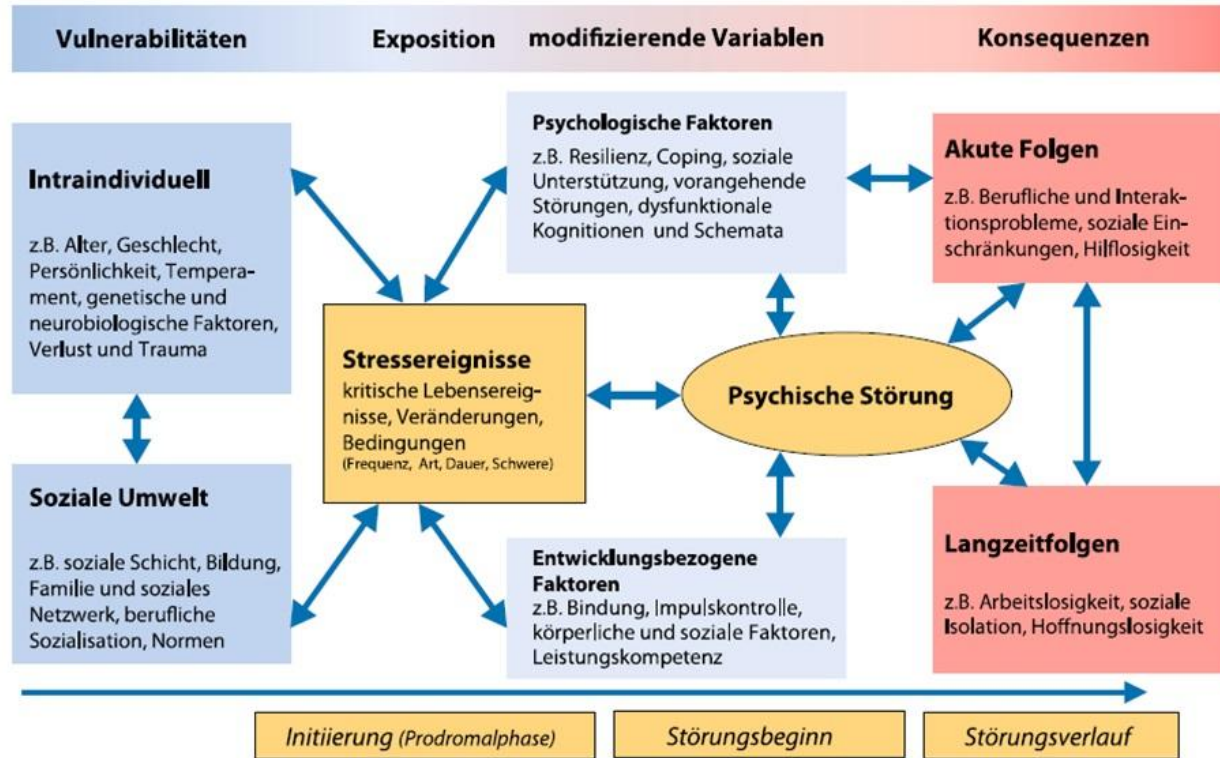 Vulnerabilitäten
Exposition
modifizierende Variablen
Konsequenzen
Intraindividuell
z.B. Alter, Geschlecht,
Persönlichkeit, Tempera-
ment, genetische und
neurobiologische Faktoren,
Verlust und Trauma
Soziale Umwelt
z.B. soziale Schicht, Bildung,
Familie und soziales
Netzwerk, berufliche
Sozialisation, Normen
Stressereignisse
kritische Lebensereig-
nisse, Veränderungen,
Bedingungen
(Frequenz, Art, Dauer, Schwere)
Psychologische Faktoren
z.B. Resilienz, Coping, soziale
Unterstützung, vorangehende
Störungen, dysfunktionale
Kognitionen und Schemata
Psychische Störung
Entwicklungsbezogene
Faktoren
z.B. Bindung, Impulskontrolle,
körperliche und soziale Faktoren,
Leistungskompetenz
Akute Folgen
z.B. Berufliche und Interak-
tionsprobleme, soziale Ein-
schränkungen, Hilflosigkeit
Langzeitfolgen
z.B. Arbeitslosigkeit, soziale
Isolation, Hoffnungslosigkeit
Initiierung (Prodromalphase)
Störungsbeginn
Störungsverlauf